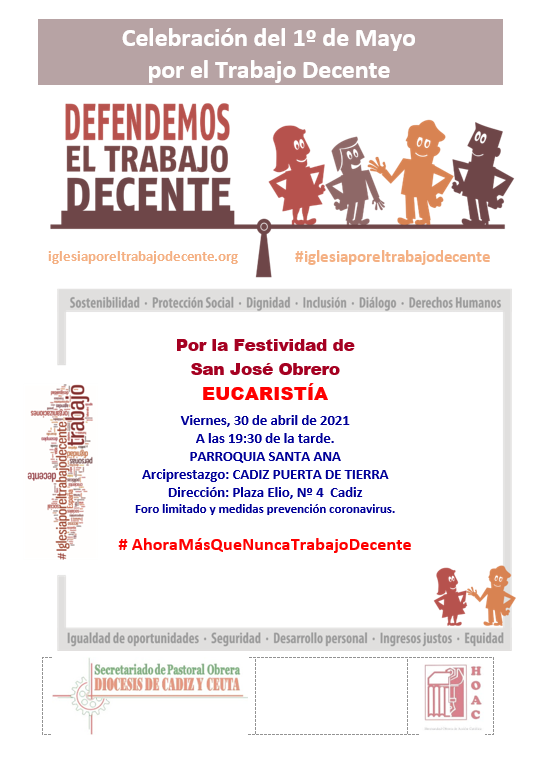 Celebración del 1º de Mayo
por el Trabajo Decente
DEFENDEMOS
EL TRABAJO
DECENTE
iglesiaporeltrabajodecente.org
#iglesiaporeltrabajodecente
Sostenibilidad · Protección Social · Dignidad · Inclusión · Diálogo · Derechos Humanos
Por la Festividad de
San José Obrero
EUCARISTÍA
Viernes, 30 de abril de 2021
A las 19:30 de la tarde.
PARROQUIA SANTA ANA
Arciprestazgo: CADIZ PUERTA DE TIERRA
Dirección: Plaza Elio, Nº 4  Cadiz
Foro limitado y medidas prevención coronavirus.
# AhoraMásQueNuncaTrabajoDecente
#Iglesiaporeltrabajodecente
trabajo
organizaciones
dignidad
personas
decente
Igualdad de oportunidades · Seguridad · Desarrollo personal · Ingresos justos · Equidad
Secretariado de Pastoral Obrera
DIOCESIS DE CADIZ Y CEUTA
HOAC